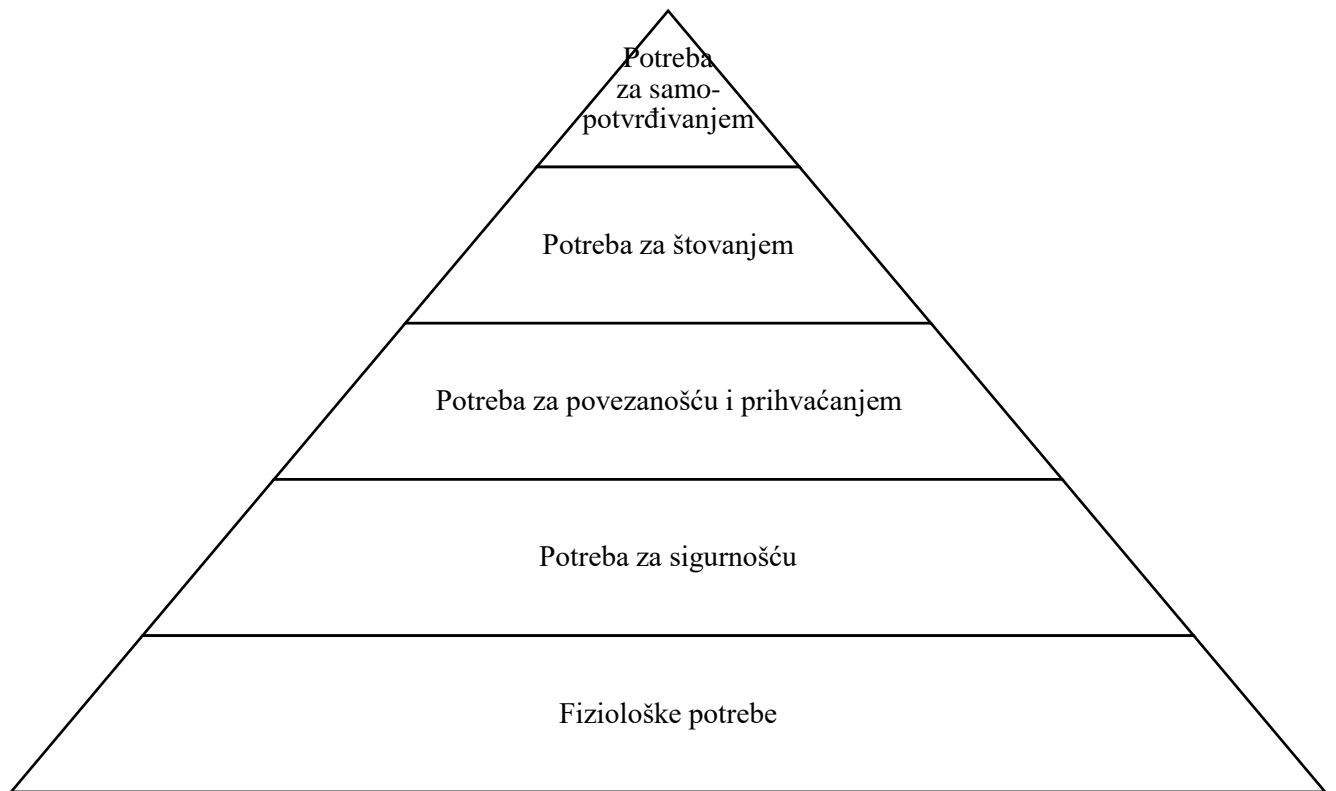 Potreba
za samo-
potvrđivanjem
Potreba za štovanjem
Potreba za povezanošću i prihvaćanjem
Potreba za sigurnošću
Fiziološke potrebe